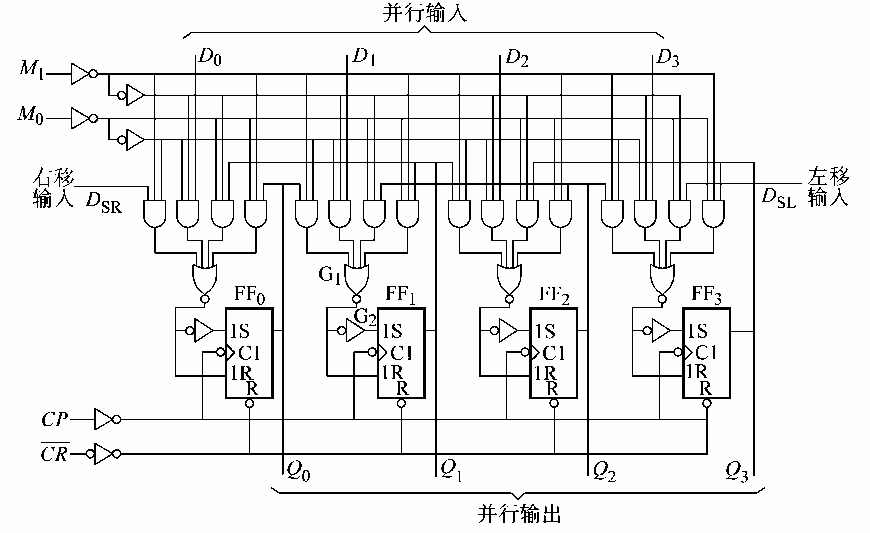 并行输入
D0 D1 D2 D3
M1
M0
右移
输入
DSR
左移
输入
DSL
G1
FF0 FF1 FF2 FF3
G2
1S 1S 1S 1S
C1 C1 C1 C1
1R 1R 1R 1R
R R R R
CP
C̅R̅
Q0 Q1 Q2 Q3
并行输出